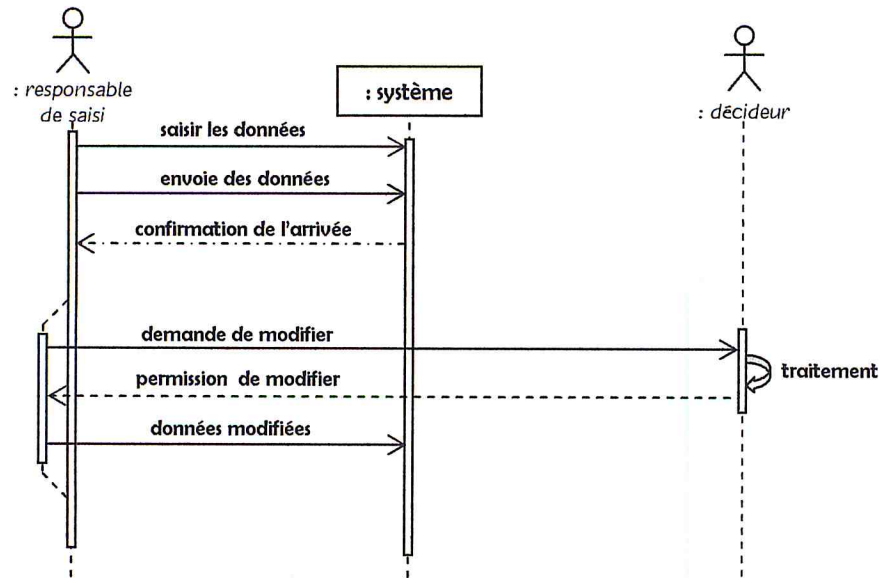 : responsable
de saisi
: système
: décideur
saisir les données
envoie des données
confirmation de l'arrivée
demande de modifier
traitement
permission de modifier
données modifiées